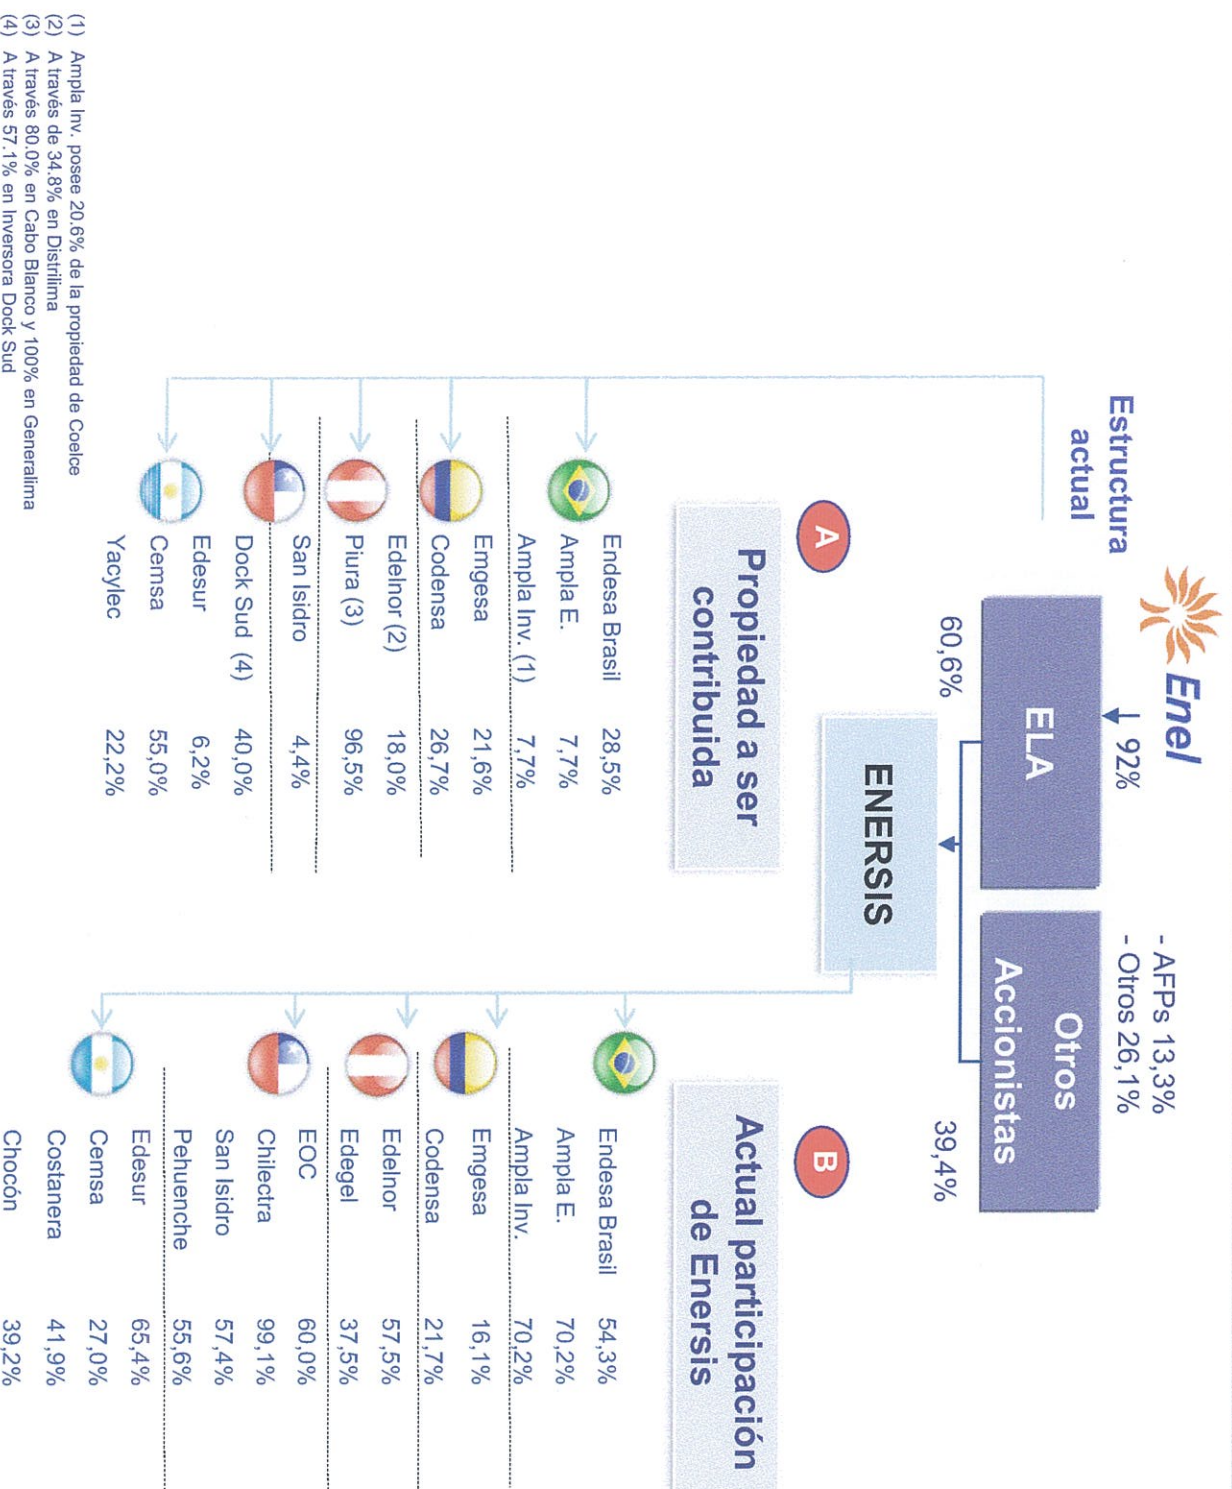 Enel
Estructura
actual
92%
- AFPs 13,3%
- Otros 26,1%
ELA
Otros
Accionistas
60,6%
39,4%
ENERSIS
A
Propiedad a ser
contribuida
Endesa Brasil 28,5%
Ampla E. 7,7%
Ampla Inv. (1) 7,7%
Emgesa 21,6%
Codensa 26,7%
Edelnor (2) 18,0%
Piura (3) 96,5%
San Isidro 4,4%
Dock Sud (4) 40,0%
Edesur 6,2%
Cemsa 55,0%
Yacylec 22,2%
B
Actual participación
de Enersis
Endesa Brasil 54,3%
Ampla E. 70,2%
Ampla Inv. 70,2%
Emgesa 16,1%
Codensa 21,7%
Edelnor 57,5%
Edegel 37,5%
EOC 60,0%
Chilectra 99,1%
San Isidro 57,4%
Pehuenche 55,6%
Edesur 65,4%
Cemsa 27,0%
Costanera 41,9%
Chocón 39,2%
(1) Ampla Inv. posee 20.6% de la propiedad de Coelce
(2) A través de 34.8% en Distrilima
(3) A través 80.0% en Cabo Blanco y 100% en Generalima
(4) A través 57.1% en Inversora Dock Sud